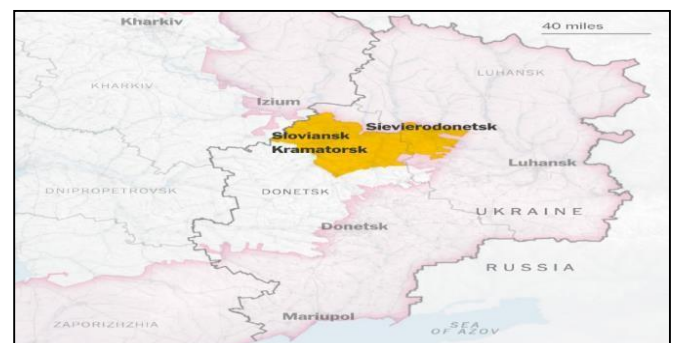 Kharkiv
40 miles
LUHANSK
KHARKIV
Izium
Sievierodonetsk
Sloviansk
Kramatorsk
Luhansk
DNIPROPETROVSK
DONETSK
UKRAINE
Donetsk
RUSSIA
Mariupol
ZAPORIZHZHIA
SEA
OF AZOV